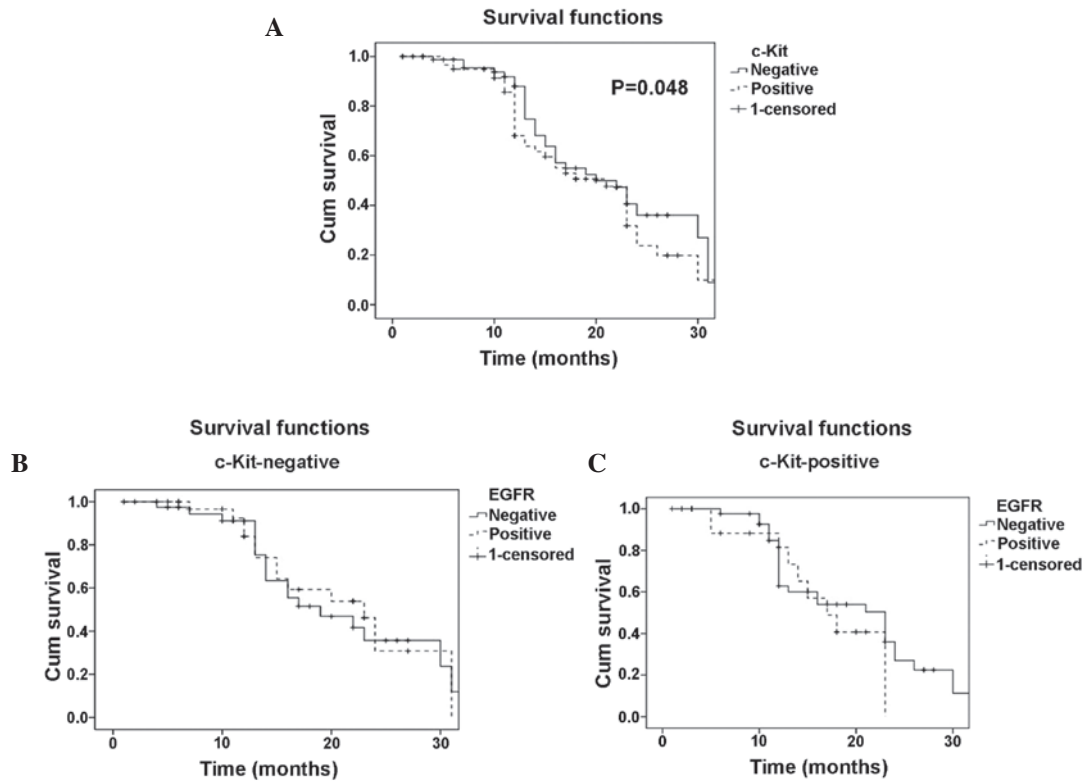 A
Survival functions
c-Kit
Negative
Positive
1-censored
P=0.048
Cum survival
1.0
0.8
0.6
0.4
0.2
0.0
0 10 20 30
Time (months)
B
Survival functions
c-Kit-negative
EGFR
Negative
Positive
1-censored
Cum survival
1.0
0.8
0.6
0.4
0.2
0.0
0 10 20 30
Time (months)
C
Survival functions
c-Kit-positive
EGFR
Negative
Positive
1-censored
Cum survival
1.0
0.8
0.6
0.4
0.2
0.0
0 10 20 30
Time (months)